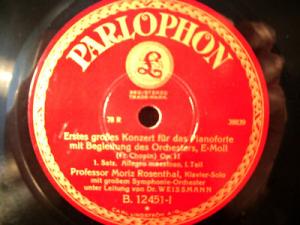 PARLOPHON
REGISTERED
TRADE-MARK.
Erstes großes Konzert für das Pianoforte
mit Begleitung des Orchesters, E-Moll
(Fr. Chopin) Op. 11
1. Satz. Allegro maestoso, I. Teil
Professor Moriz Rosenthal, Klavier-Solo
mit großem Symphonie-Orchester
unter Leitung von Dr. WEISSMANN
B. 12451-I
CARL LINDSTRÖM A.-G.